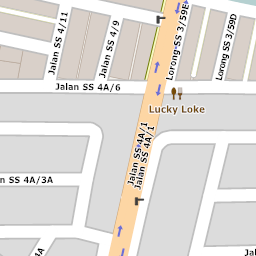 Jalan SS 4/11
Jalan SS 4/9
Lorong-SS 3/59E
Lorong SS 3/59D
Jalan SS 4A/6
Lucky Loke
Jalan SS 4A/1
Jalan SS 4A/1
Jalan SS 4A/3A